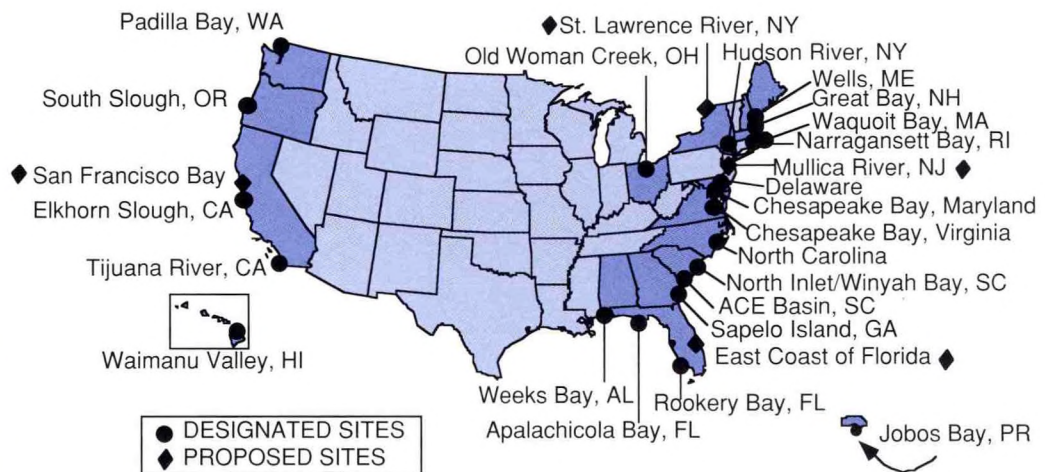 Padilla Bay, WA
South Slough, OR
San Francisco Bay
Elkhorn Slough, CA
Tijuana River, CA
Waimanu Valley, HI
St. Lawrence River, NY
Old Woman Creek, OH
Hudson River, NY
Wells, ME
Great Bay, NH
Waquoit Bay, MA
Narragansett Bay, RI
Mullica River, NJ
Delaware
Chesapeake Bay, Maryland
Chesapeake Bay, Virginia
North Carolina
North Inlet/Winyah Bay, SC
ACE Basin, SC
Sapelo Island, GA
East Coast of Florida
Weeks Bay, AL
Rookery Bay, FL
Apalachicola Bay, FL
Jobos Bay, PR
DESIGNATED SITES
PROPOSED SITES